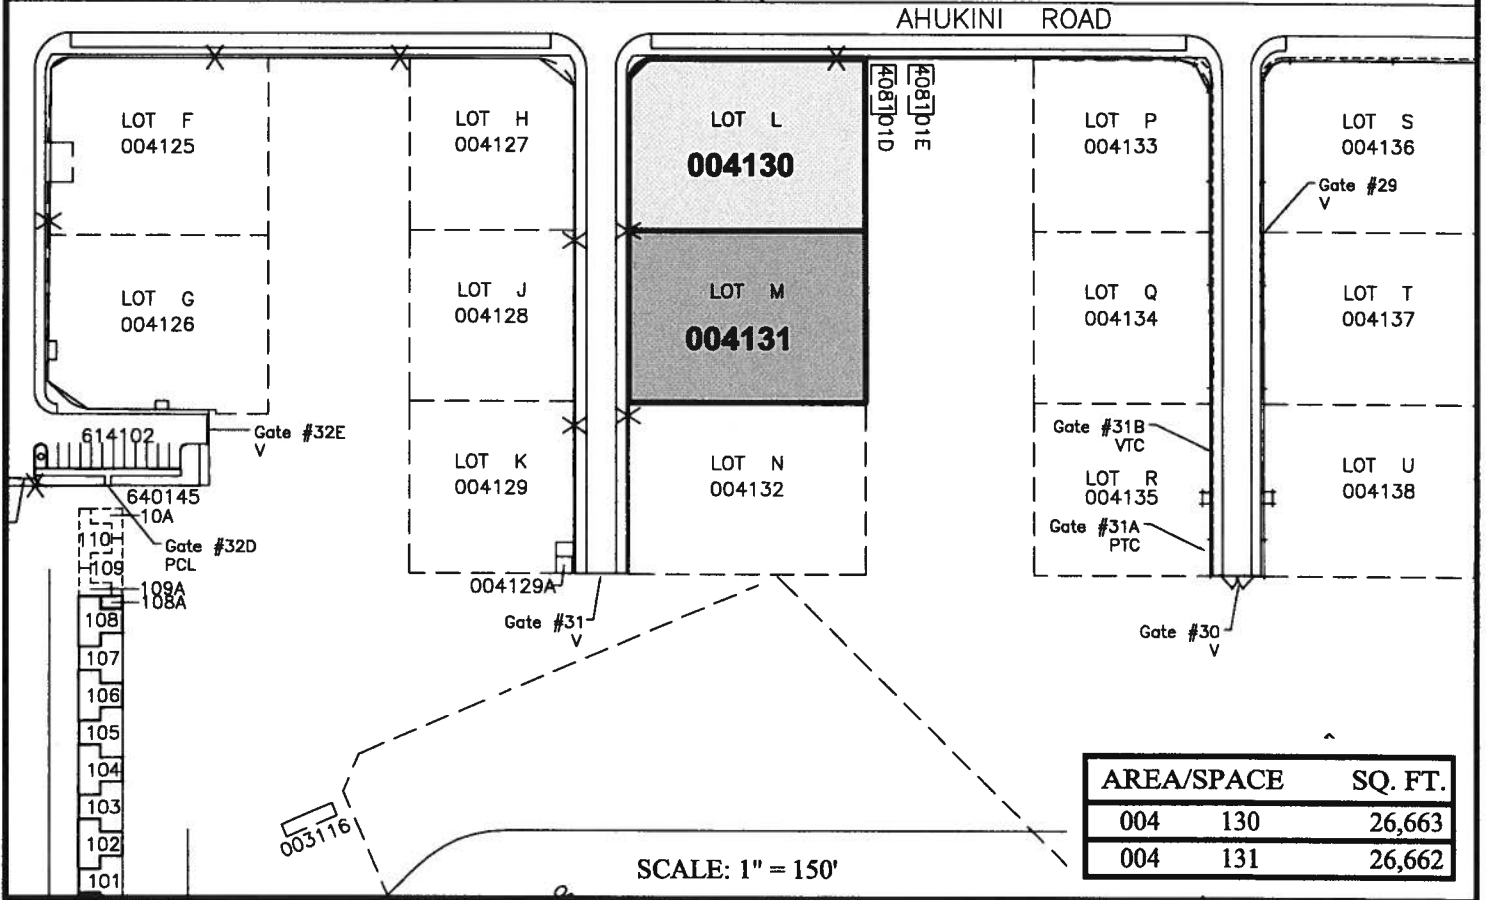 AHUKINI ROAD
LOT F
004125
LOT H
004127
LOT L
004130
408101D
408101E
LOT P
004133
LOT S
004136
Gate #29
V
LOT G
004126
LOT J
004128
LOT M
004131
LOT Q
004134
LOT T
004137
614102
Gate #32E
V
LOT K
004129
LOT N
004132
Gate #31B
VTC
LOT R
004135
LOT U
004138
640145
10A
110
Gate #32D
PCL
109
109A
108A
004129A
Gate #31A
PTC
Gate #31
V
Gate #30
V
108
107
106
105
104
103
102
101
003116
SCALE: 1" = 150'
AREA/SPACE SQ. FT.
004 130 26,663
004 131 26,662